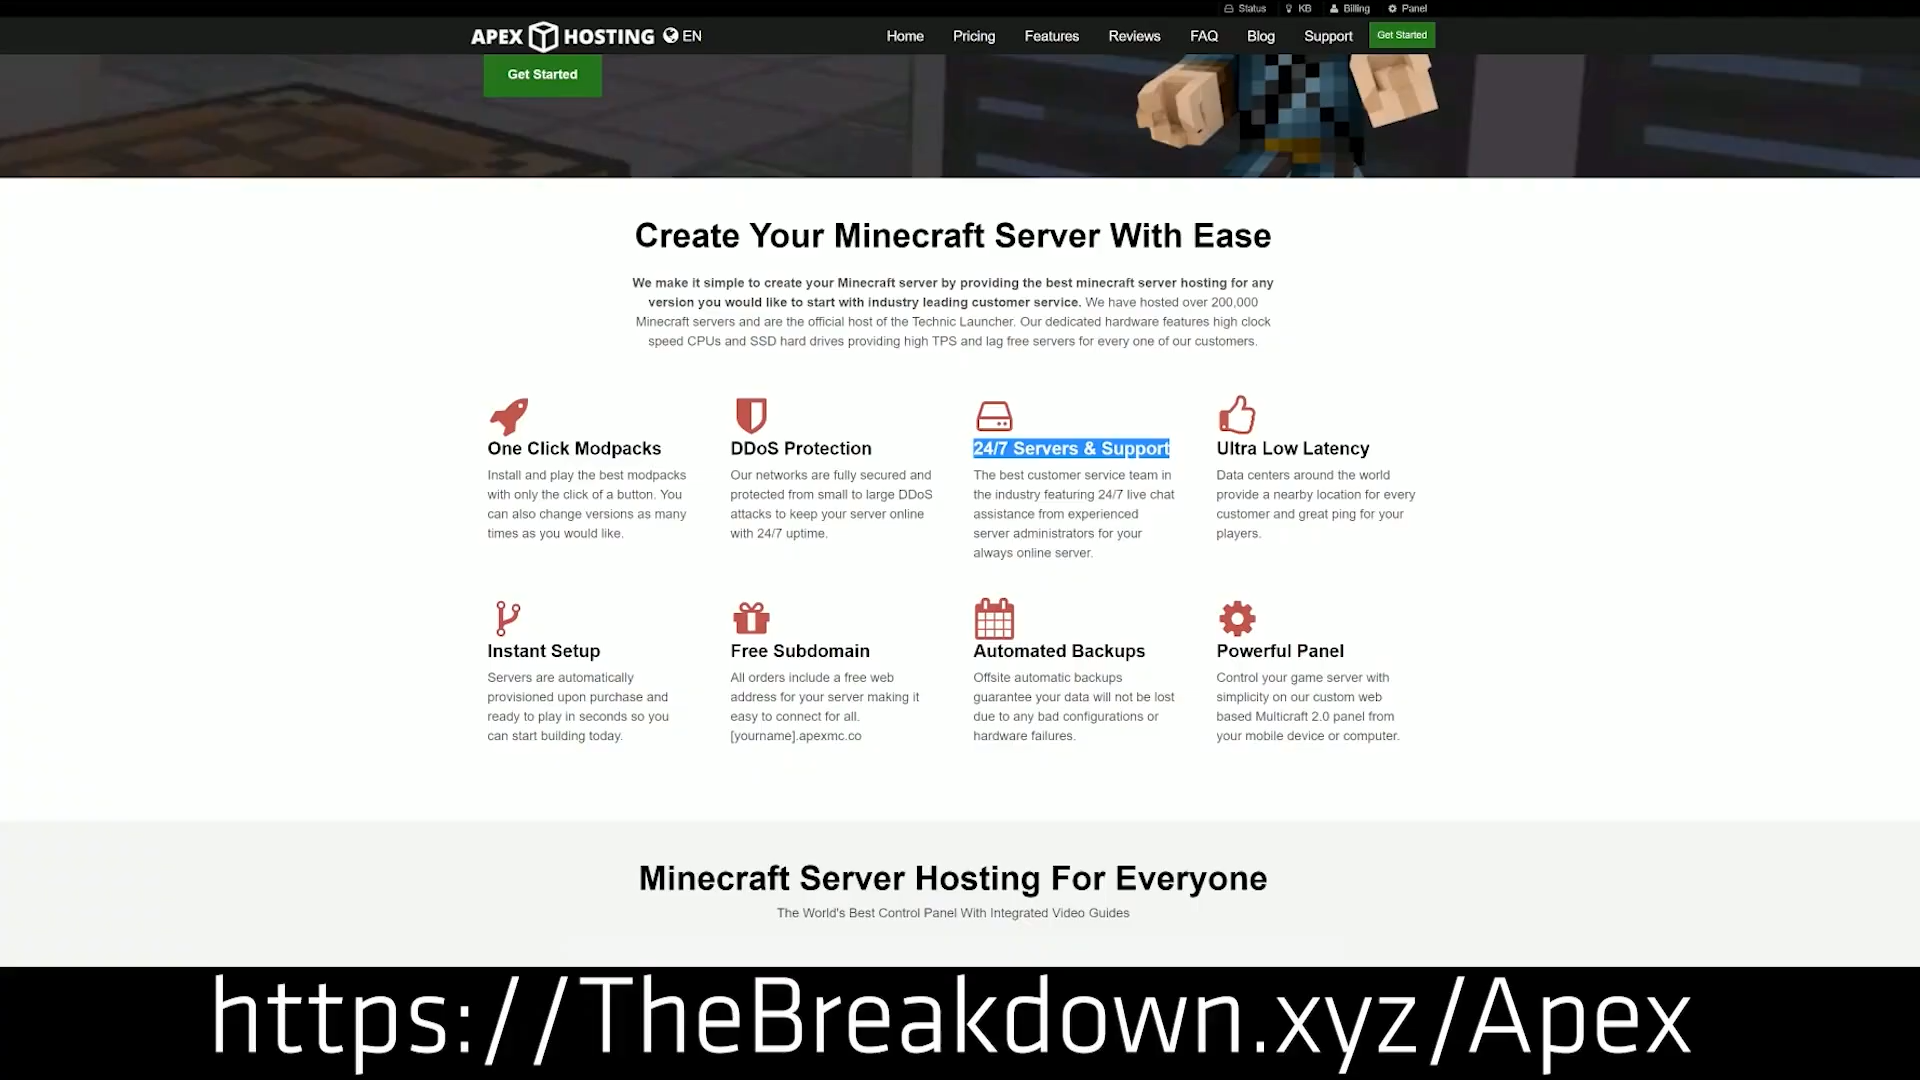 Status KB Billing Panel
APEX HOSTING EN Home Pricing Features Reviews FAQ Blog Support Get Started
Get Started
Create Your Minecraft Server With Ease
We make it simple to create your Minecraft server by providing the best minecraft server hosting for any
version you would like to start with industry leading customer service. We have hosted over 200,000
Minecraft servers and are the official host of the Technic Launcher. Our dedicated hardware features high clock
speed CPUs and SSD hard drives providing high TPS and lag free servers for every one of our customers.
One Click Modpacks
Install and play the best modpacks
with only the click of a button. You
can also change versions as many
times as you would like.
DDoS Protection
Our networks are fully secured and
protected from small to large DDoS
attacks to keep your server online
with 24/7 uptime.
24/7 Servers & Support
The best customer service team in
the industry featuring 24/7 live chat
assistance from experienced
server administrators for your
always online server.
Ultra Low Latency
Data centers around the world
provide a nearby location for every
customer and great ping for your
players.
Instant Setup
Servers are automatically
provisioned upon purchase and
ready to play in seconds so you
can start building today.
Free Subdomain
All orders include a free web
address for your server making it
easy to connect for all.
[yourname].apexmc.co
Automated Backups
Offsite automatic backups
guarantee your data will not be lost
due to any bad configurations or
hardware failures.
Powerful Panel
Control your game server with
simplicity on our custom web
based Multicraft 2.0 panel from
your mobile device or computer.
Minecraft Server Hosting For Everyone
The World's Best Control Panel With Integrated Video Guides
https://TheBreakdown.xyz/Apex